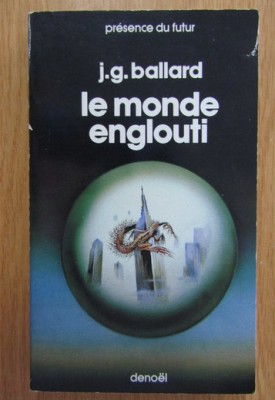 présence du futur
j.g. ballard
le monde
englouti
denoël